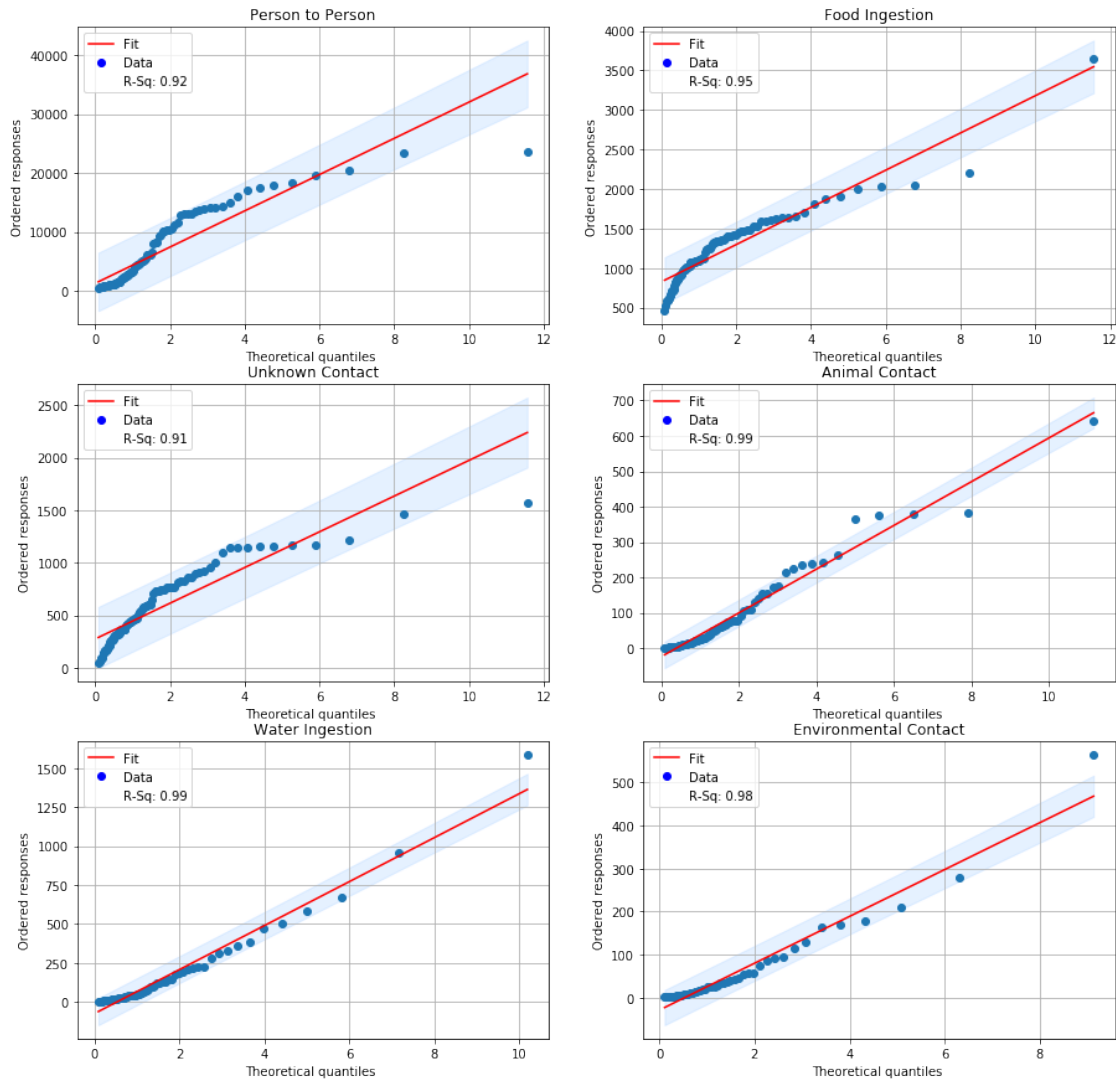 Person to Person
Fit
Data
R-Sq: 0.92
Ordered responses
40000
30000
20000
10000
0
0 2 4 6 8 10 12
Theoretical quantiles
Food Ingestion
Fit
Data
R-Sq: 0.95
Ordered responses
4000
3500
3000
2500
2000
1500
1000
500
0 2 4 6 8 10 12
Theoretical quantiles
Unknown Contact
Fit
Data
R-Sq: 0.91
Ordered responses
2500
2000
1500
1000
500
0
0 2 4 6 8 10 12
Theoretical quantiles
Animal Contact
Fit
Data
R-Sq: 0.99
Ordered responses
700
600
500
400
300
200
100
0
0 2 4 6 8 10
Theoretical quantiles
Water Ingestion
Fit
Data
R-Sq: 0.99
Ordered responses
1500
1250
1000
750
500
250
0
0 2 4 6 8 10
Theoretical quantiles
Environmental Contact
Fit
Data
R-Sq: 0.98
Ordered responses
500
400
300
200
100
0
0 2 4 6 8
Theoretical quantiles